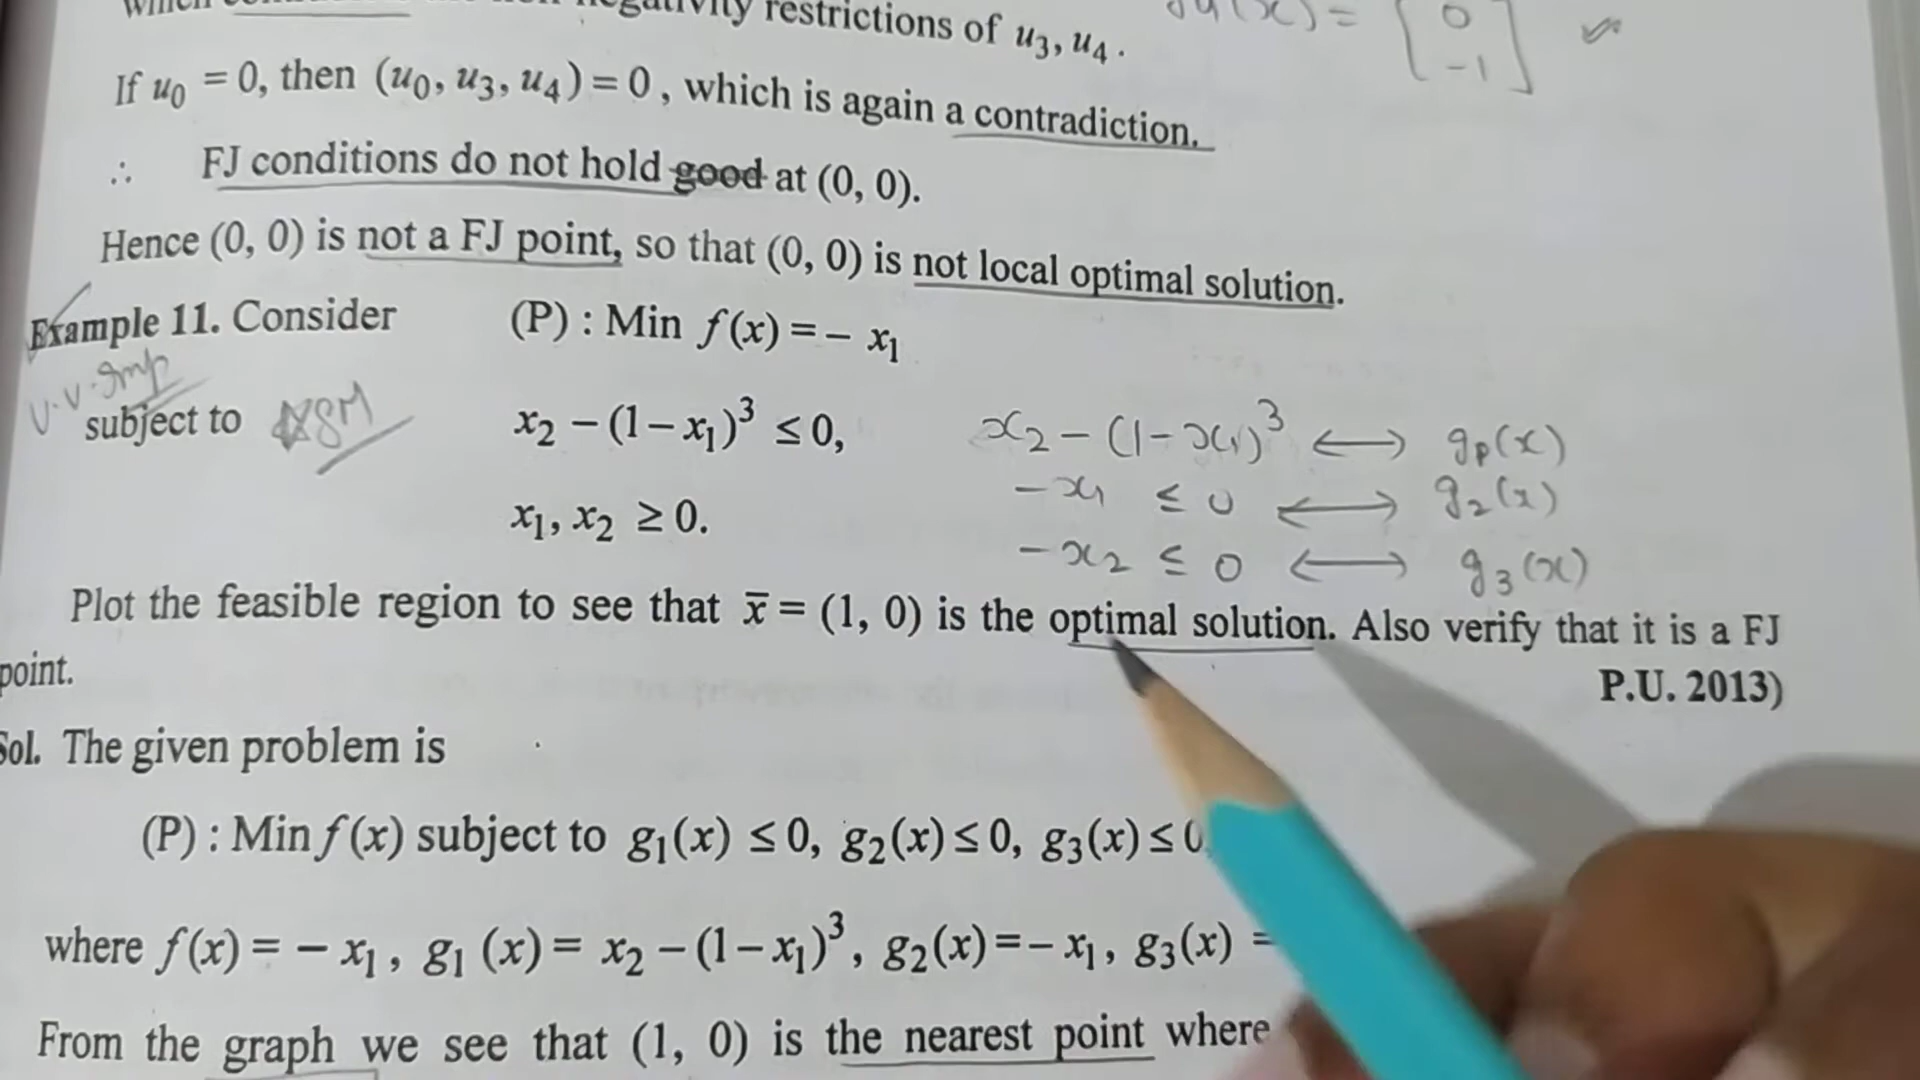 negativity restrictions of u₃, u₄.
If u₀ = 0, then (u₀, u₃, u₄) = 0, which is again a contradiction.
∴ FJ conditions do not hold good at (0, 0).
Hence (0, 0) is not a FJ point, so that (0, 0) is not local optimal solution.
Example 11. Consider (P) : Min f(x) = − x₁
V.V.Imp
subject to x₂ − (1 − x₁)³ ≤ 0,
x₁, x₂ ≥ 0.
x₂ − (1 − x₁)³ ⟷ g₁(x)
−x₁ ≤ 0 ⟷ g₂(x)
−x₂ ≤ 0 ⟷ g₃(x)
Plot the feasible region to see that x̄ = (1, 0) is the optimal solution. Also verify that it is a FJ
point. P.U. 2013)
Sol. The given problem is
(P) : Min f(x) subject to g₁(x) ≤ 0, g₂(x) ≤ 0, g₃(x) ≤ 0
where f(x) = − x₁, g₁(x) = x₂ − (1 − x₁)³, g₂(x) = − x₁, g₃(x) =
From the graph we see that (1, 0) is the nearest point where